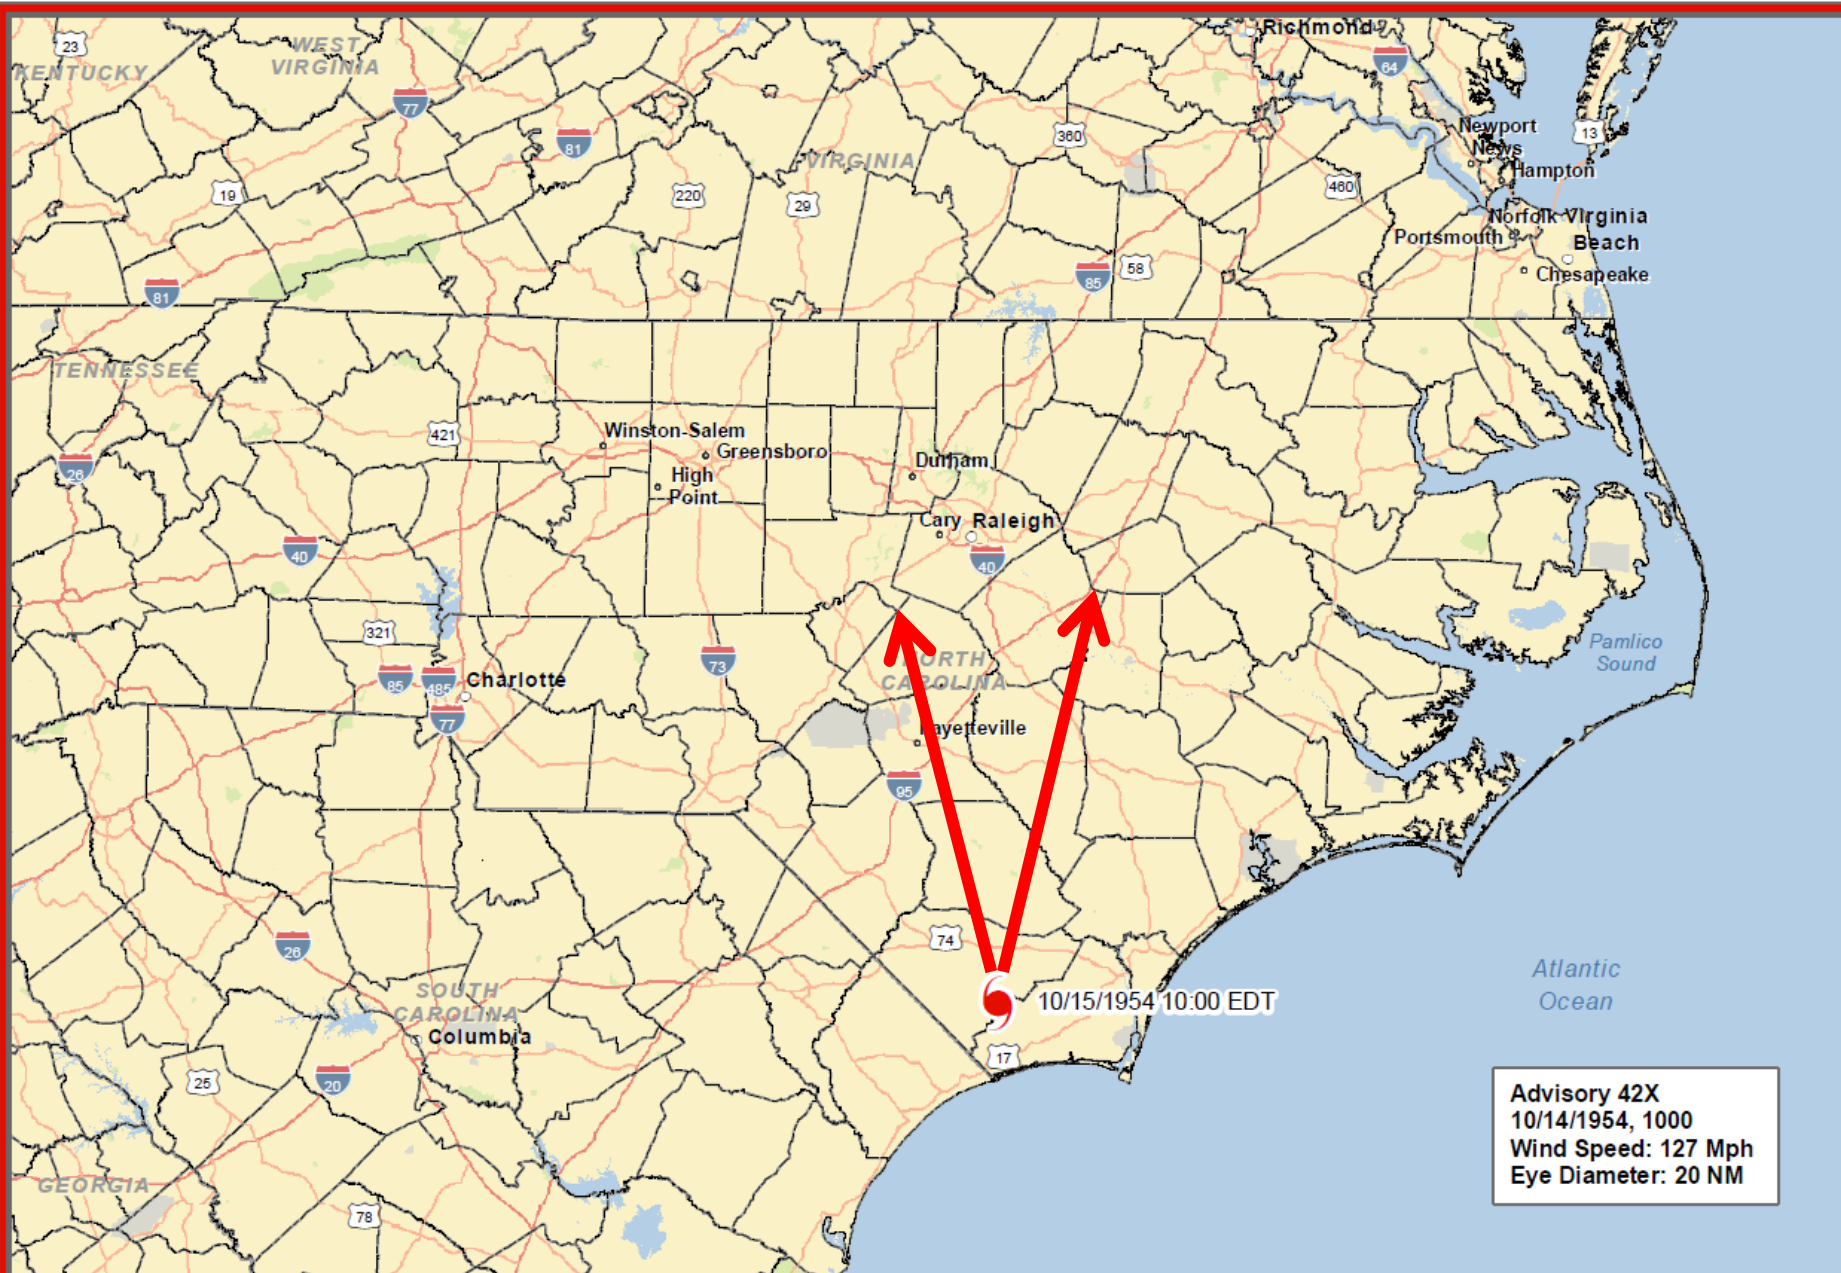 Richmond
23
WEST
VIRGINIA
KENTUCKY
64
77
Newport
News
13
360
81
VIRGINIA
Hampton
19
220
29
460
Norfolk
Virginia
Beach
Portsmouth
Chesapeake
85
58
81
TENNESSEE
421
Winston-Salem
Greensboro
High
Point
Durham
26
Cary
Raleigh
40
40
321
Pamlico
Sound
85
485
Charlotte
77
73
NORTH
CAROLINA
Fayetteville
95
74
26
Atlantic
Ocean
SOUTH
CAROLINA
Columbia
10/15/1954 10:00 EDT
17
25
20
Advisory 42X
10/14/1954, 1000
Wind Speed: 127 Mph
Eye Diameter: 20 NM
GEORGIA
78